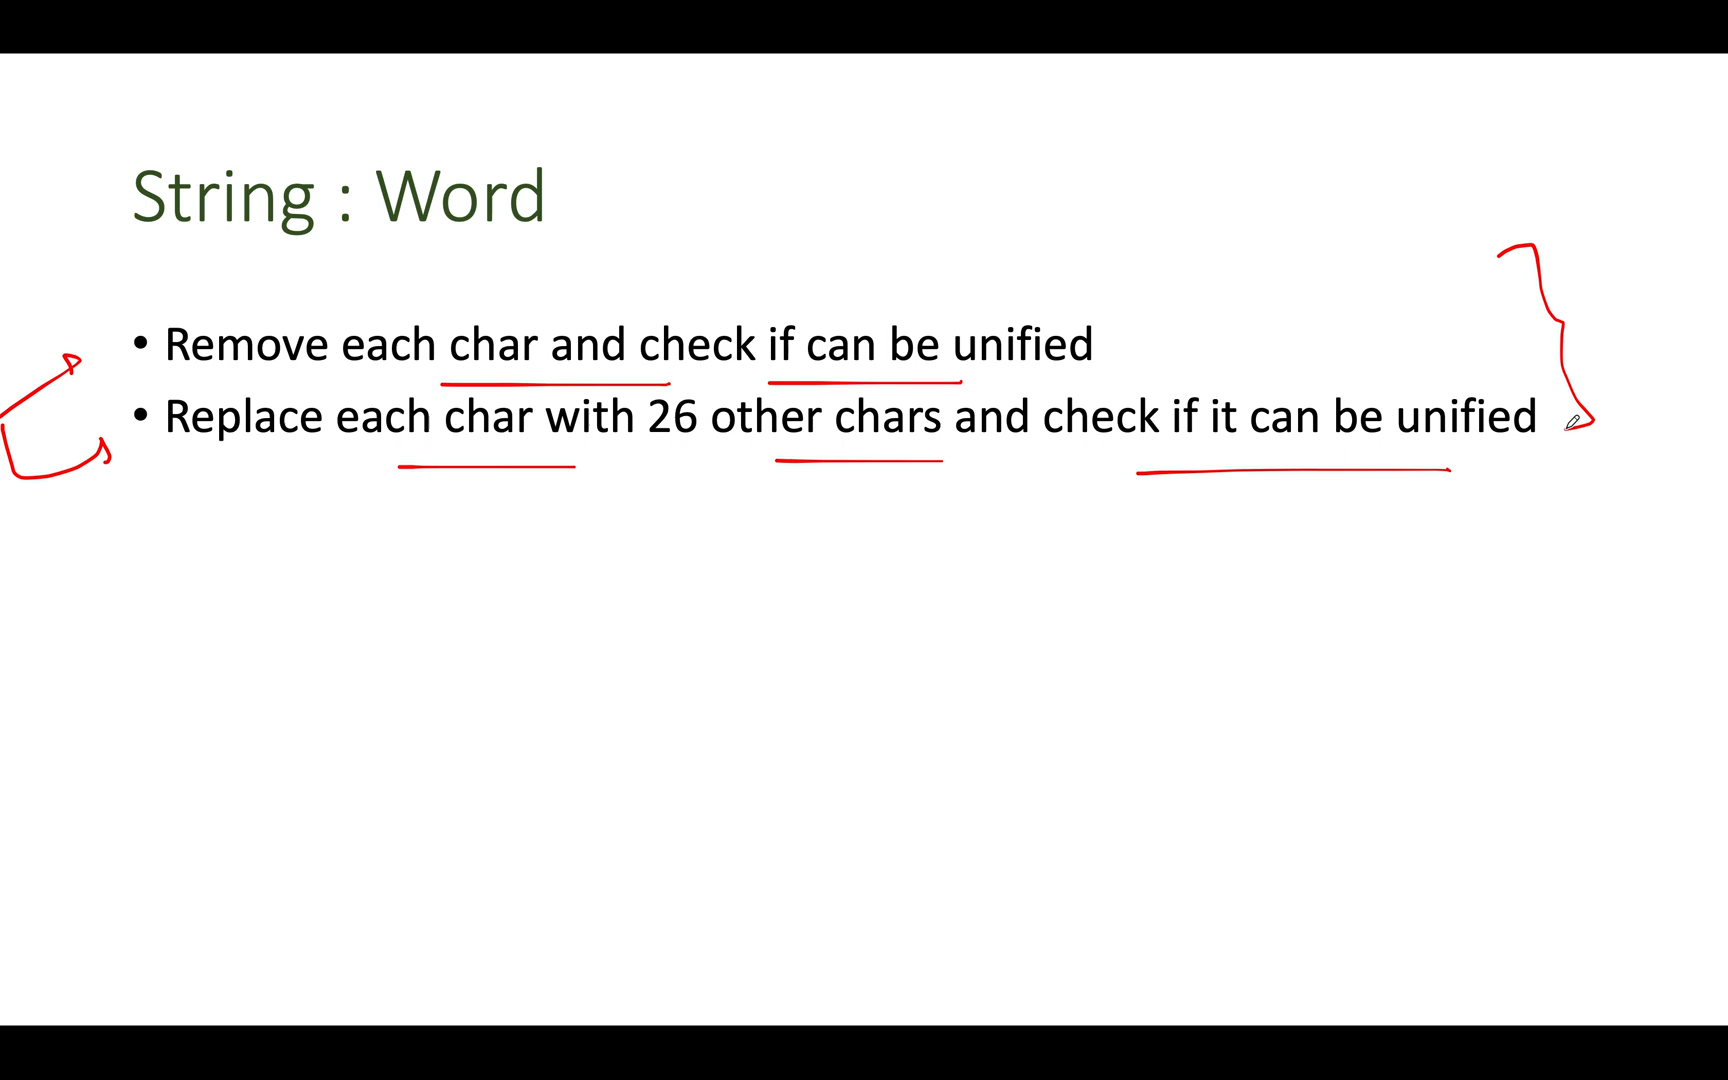 String : Word
• Remove each char and check if can be unified
• Replace each char with 26 other chars and check if it can be unified